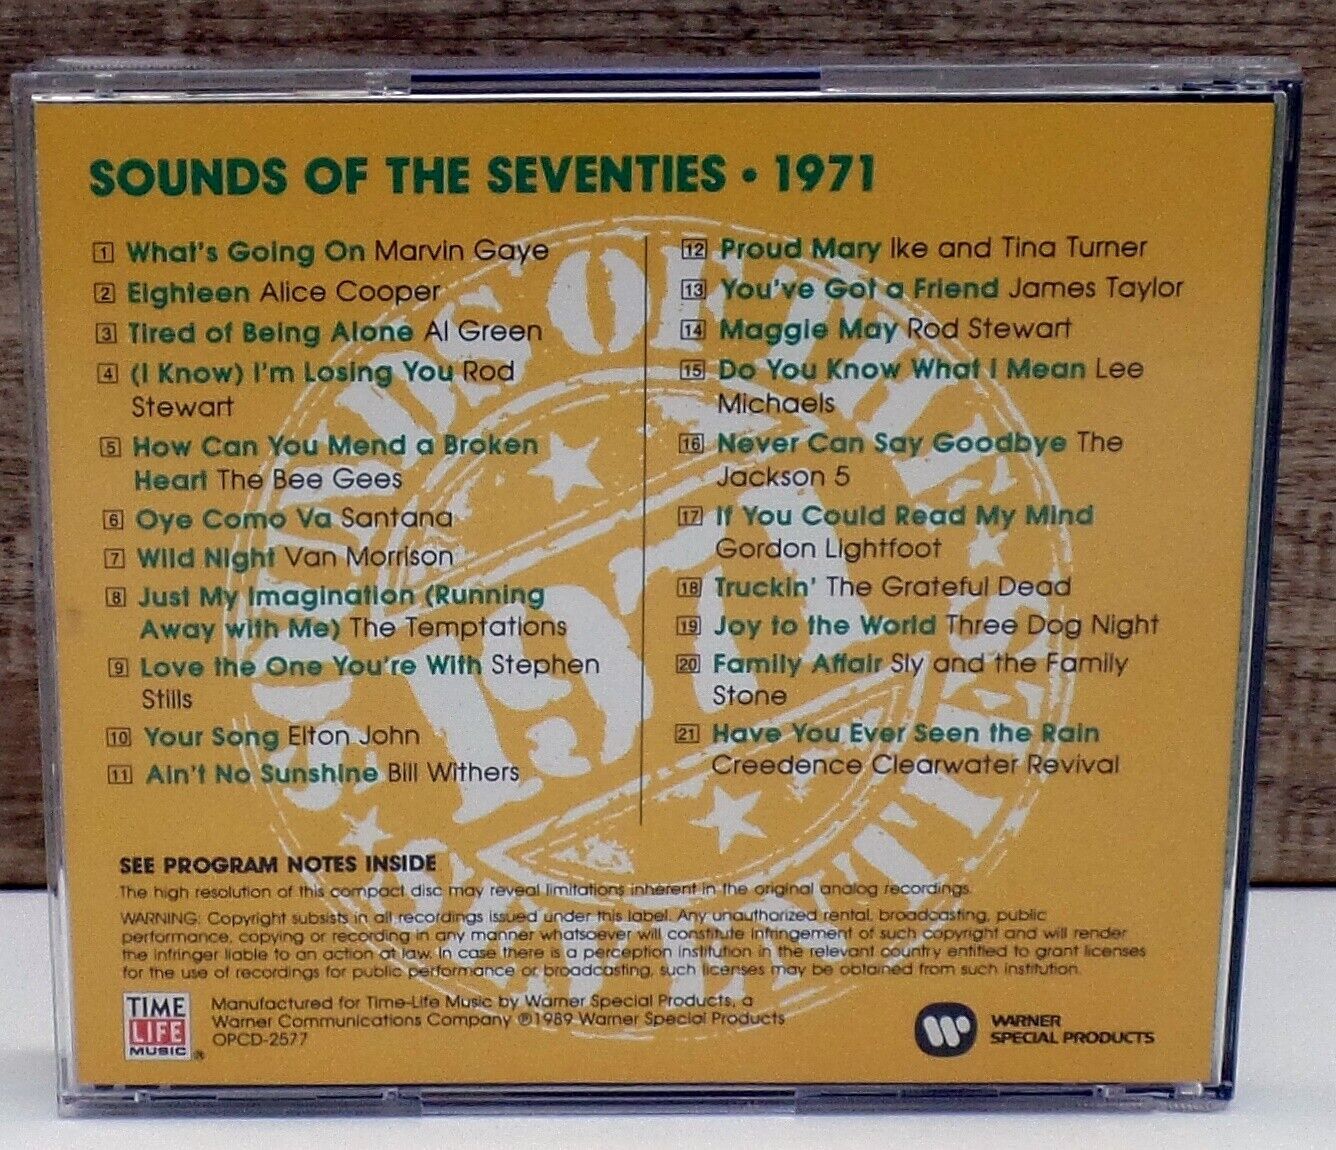 SOUNDS OF THE SEVENTIES • 1971
1 What's Going On Marvin Gaye
2 Eighteen Alice Cooper
3 Tired of Being Alone Al Green
4 (I Know) I'm Losing You Rod
Stewart
5 How Can You Mend a Broken
Heart The Bee Gees
6 Oye Como Va Santana
7 Wild Night Van Morrison
8 Just My Imagination (Running
Away with Me) The Temptations
9 Love the One You're With Stephen
Stills
10 Your Song Elton John
11 Ain't No Sunshine Bill Withers
12 Proud Mary Ike and Tina Turner
13 You've Got a Friend James Taylor
14 Maggie May Rod Stewart
15 Do You Know What I Mean Lee
Michaels
16 Never Can Say Goodbye The
Jackson 5
17 If You Could Read My Mind
Gordon Lightfoot
18 Truckin' The Grateful Dead
19 Joy to the World Three Dog Night
20 Family Affair Sly and the Family
Stone
21 Have You Ever Seen the Rain
Creedence Clearwater Revival
SOUNDS OF THE SEVENTIES
1971
SEE PROGRAM NOTES INSIDE
The high resolution of this compact disc may reveal limitations inherent in the original analog recordings.
WARNING: Copyright subsists in all recordings issued under this label. Any unauthorized rental, broadcasting, public
performance, copying or recording in any manner whatsoever will constitute infringement of such copyright and will render
the infringer liable to an action at law. In case there is a perception institution in the relevant country entitled to grant licenses
for the use of recordings for public performance or broadcasting, such licenses may be obtained from such institution.
TIME
LIFE
MUSIC ®
Manufactured for Time-Life Music by Warner Special Products, a
Warner Communications Company ℗1989 Warner Special Products
OPCD-2577
WARNER
SPECIAL PRODUCTS